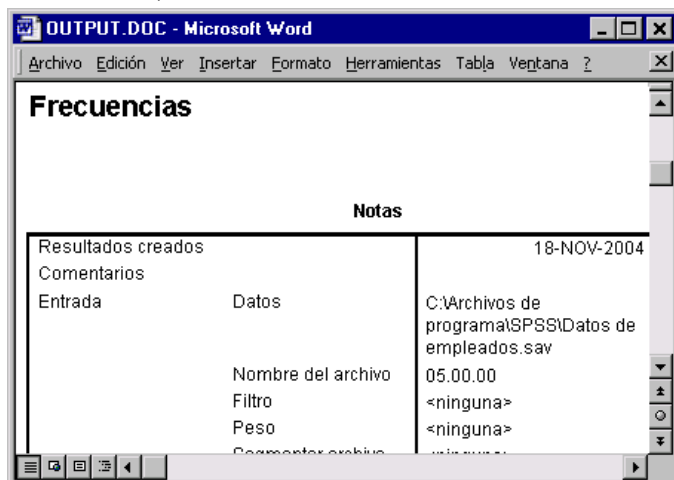 OUTPUT.DOC - Microsoft Word
Archivo Edición Ver Insertar Formato Herramientas Tabla Ventana ?
Frecuencias
Notas
Resultados creados 18-NOV-2004
Comentarios
Entrada Datos C:\Archivos de
programa\SPSS\Datos de
empleados.sav
Nombre del archivo 05.00.00
Filtro <ninguna>
Peso <ninguna>